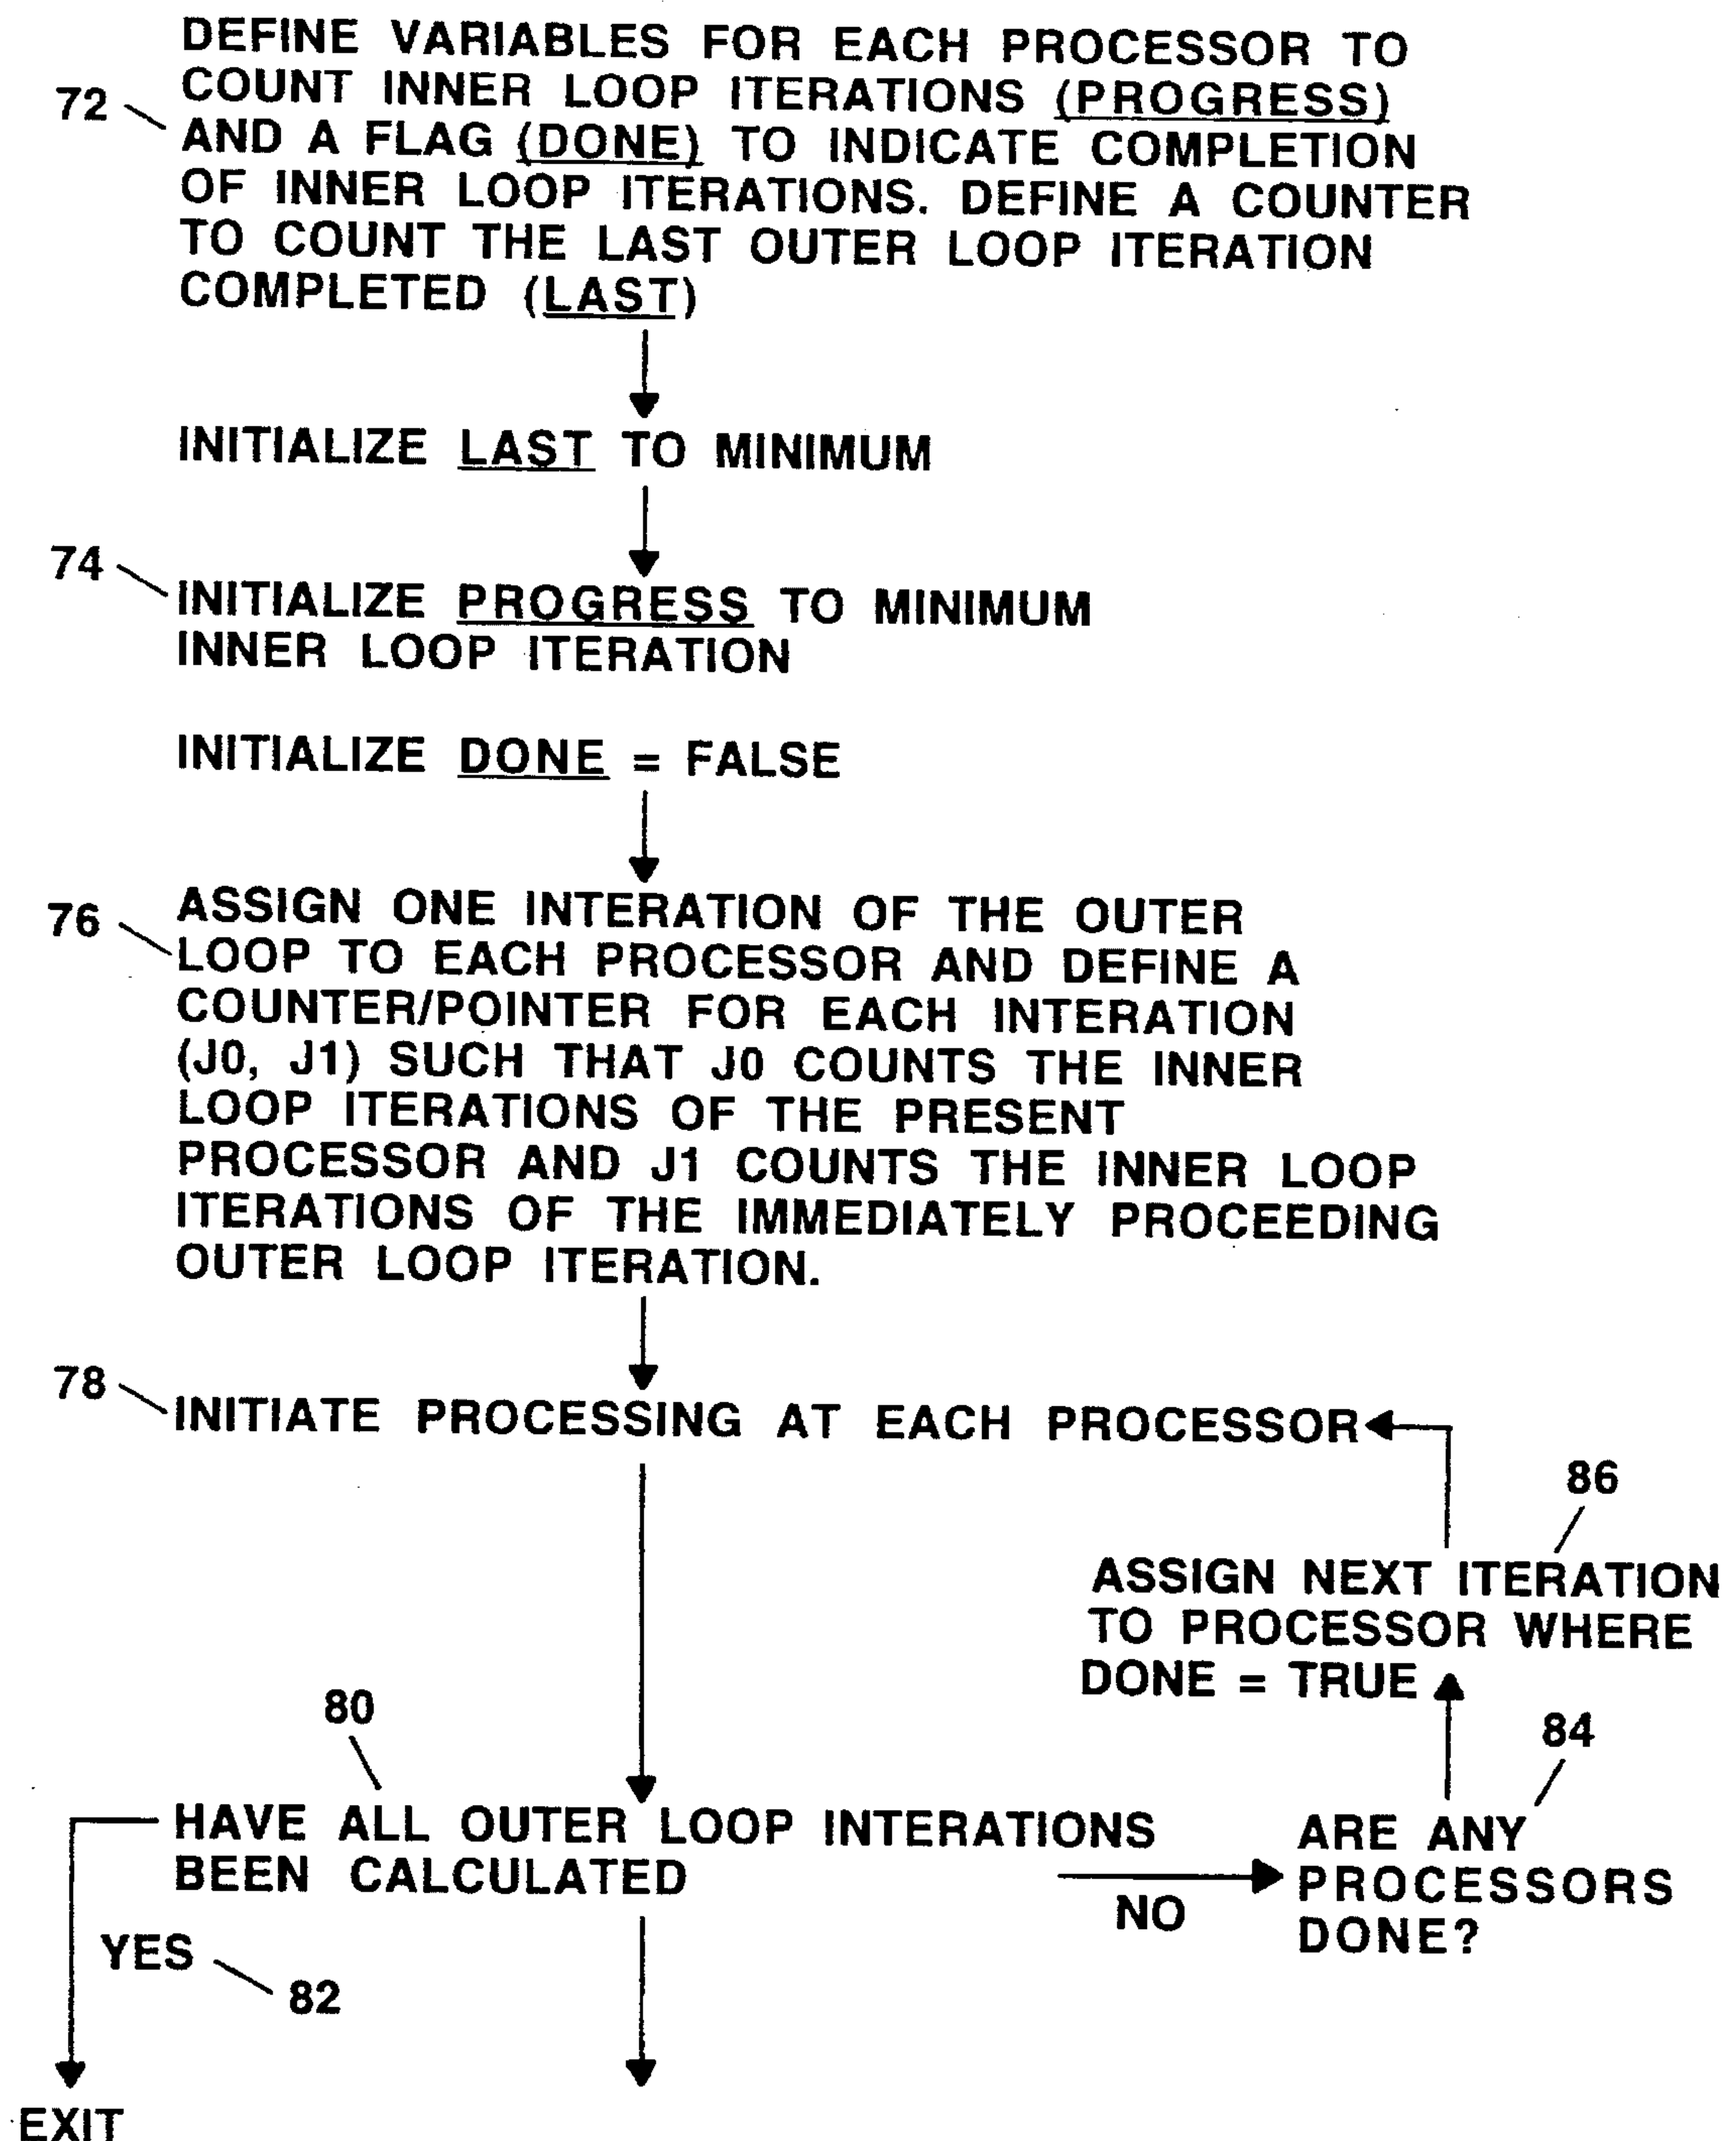 DEFINE VARIABLES FOR EACH PROCESSOR TO
72
COUNT INNER LOOP ITERATIONS (PROGRESS)
AND A FLAG (DONE) TO INDICATE COMPLETION
OF INNER LOOP ITERATIONS. DEFINE A COUNTER
TO COUNT THE LAST OUTER LOOP ITERATION
COMPLETED (LAST)
INITIALIZE LAST TO MINIMUM
74
INITIALIZE PROGRESS TO MINIMUM
INNER LOOP ITERATION
INITIALIZE DONE = FALSE
76
ASSIGN ONE INTERATION OF THE OUTER
LOOP TO EACH PROCESSOR AND DEFINE A
COUNTER/POINTER FOR EACH INTERATION
(J0, J1) SUCH THAT J0 COUNTS THE INNER
LOOP ITERATIONS OF THE PRESENT
PROCESSOR AND J1 COUNTS THE INNER LOOP
ITERATIONS OF THE IMMEDIATELY PROCEEDING
OUTER LOOP ITERATION.
78
INITIATE PROCESSING AT EACH PROCESSOR
86
ASSIGN NEXT ITERATION
TO PROCESSOR WHERE
DONE = TRUE
80
84
HAVE ALL OUTER LOOP INTERATIONS
BEEN CALCULATED
NO
ARE ANY
PROCESSORS
DONE?
YES
82
EXIT